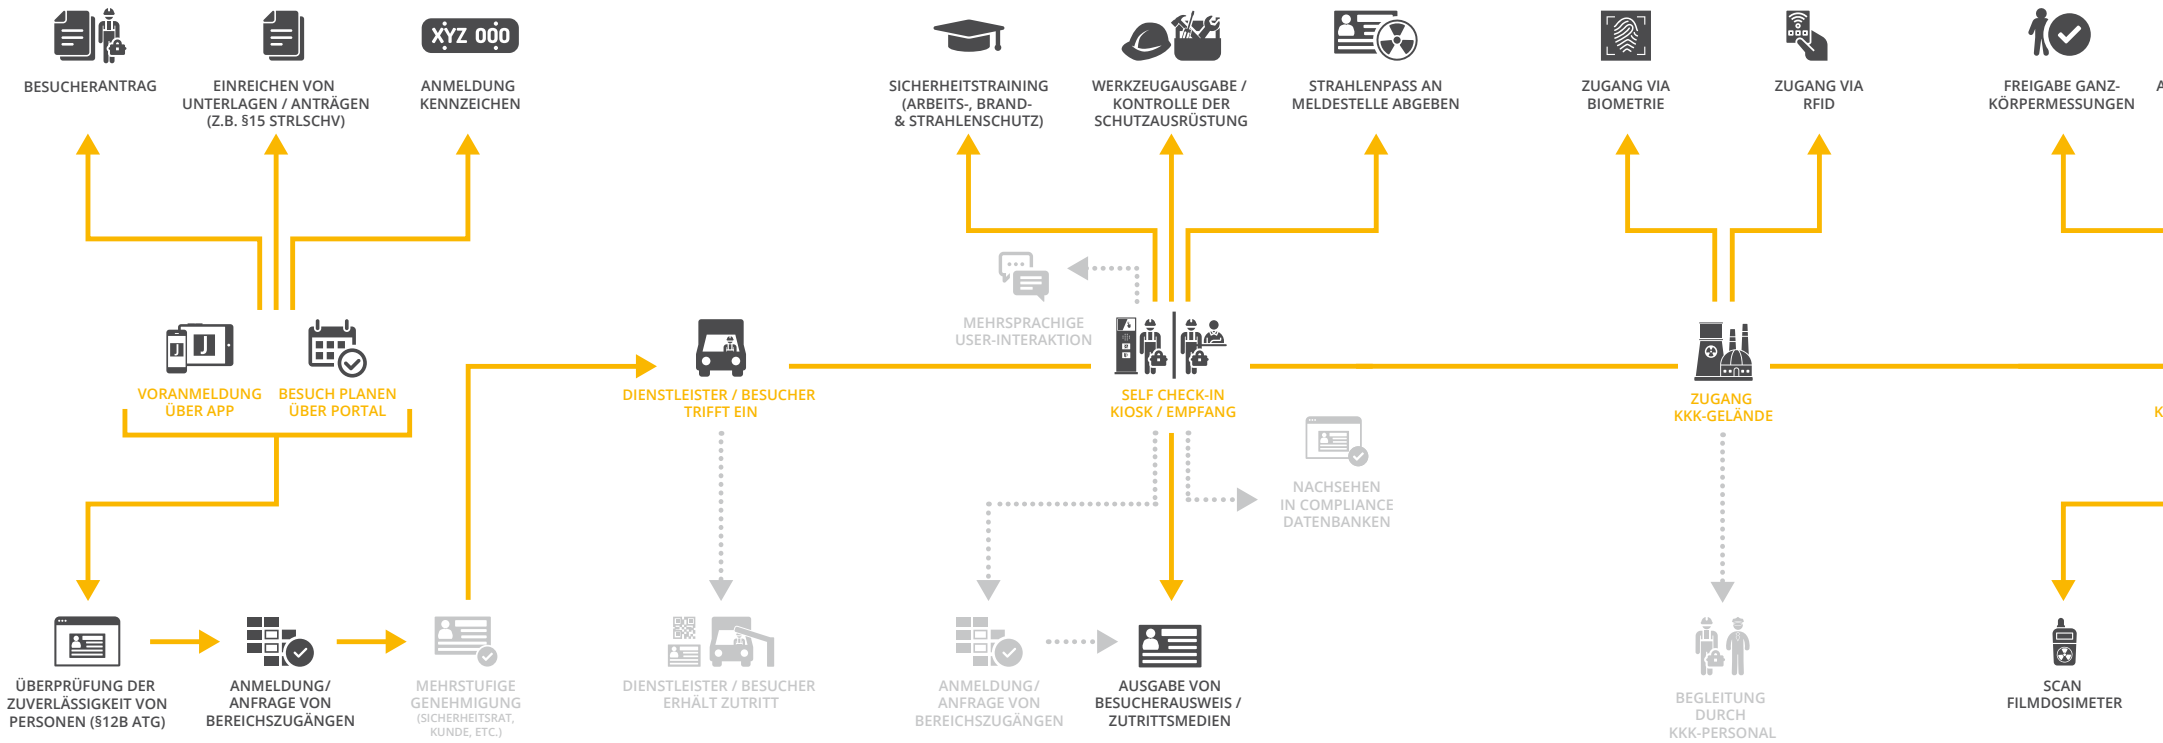 XYZ 000
BESUCHERANTRAG
EINREICHEN VON
UNTERLAGEN / ANTRÄGEN
(Z.B. §15 STRLSCHV)
ANMELDUNG
KENNZEICHEN
SICHERHEITSTRAINING
(ARBEITS-, BRAND-
& STRAHLENSCHUTZ)
WERKZEUGAUSGABE /
KONTROLLE DER
SCHUTZAUSRÜSTUNG
STRAHLENPASS AN
MELDESTELLE ABGEBEN
ZUGANG VIA
BIOMETRIE
ZUGANG VIA
RFID
FREIGABE GANZ-
KÖRPERMESSUNGEN
A
MEHRSPRACHIGE
USER-INTERAKTION
J
J
VORANMELDUNG
ÜBER APP
BESUCH PLANEN
ÜBER PORTAL
DIENSTLEISTER / BESUCHER
TRIFFT EIN
SELF CHECK-IN
KIOSK / EMPFANG
ZUGANG
KKK-GELÄNDE
K
NACHSEHEN
IN COMPLIANCE
DATENBANKEN
ÜBERPRÜFUNG DER
ZUVERLÄSSIGKEIT VON
PERSONEN (§12B ATG)
ANMELDUNG/
ANFRAGE VON
BEREICHSZUGÄNGEN
MEHRSTUFIGE
GENEHMIGUNG
(SICHERHEITSRAT,
KUNDE, ETC.)
DIENSTLEISTER / BESUCHER
ERHÄLT ZUTRITT
ANMELDUNG/
ANFRAGE VON
BEREICHSZUGÄNGEN
AUSGABE VON
BESUCHERAUSWEIS /
ZUTRITTSMEDIEN
BEGLEITUNG
DURCH
KKK-PERSONAL
SCAN
FILMDOSIMETER